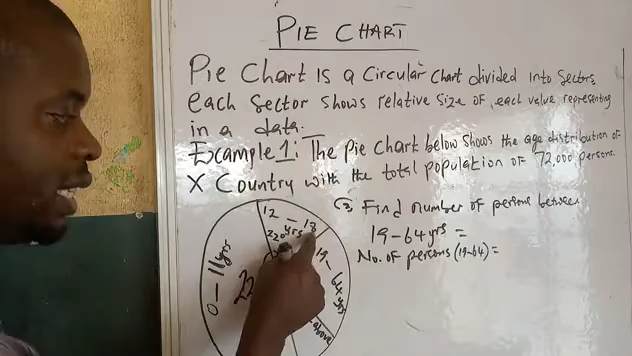 PIE CHART
Pie Chart Is a Circular Chart divided Into Sectors,
each Sector shows relative Size of each value representing
in a data.
Example 1: The Pie Chart below shows the age distribution of
X Country with the total population of 72,000 persons.
(a) Find number of persons between
19-64yrs =
No. of persons (19-64) =
12 - 18
yrs
22
0-11yrs
22
19-64yrs
above